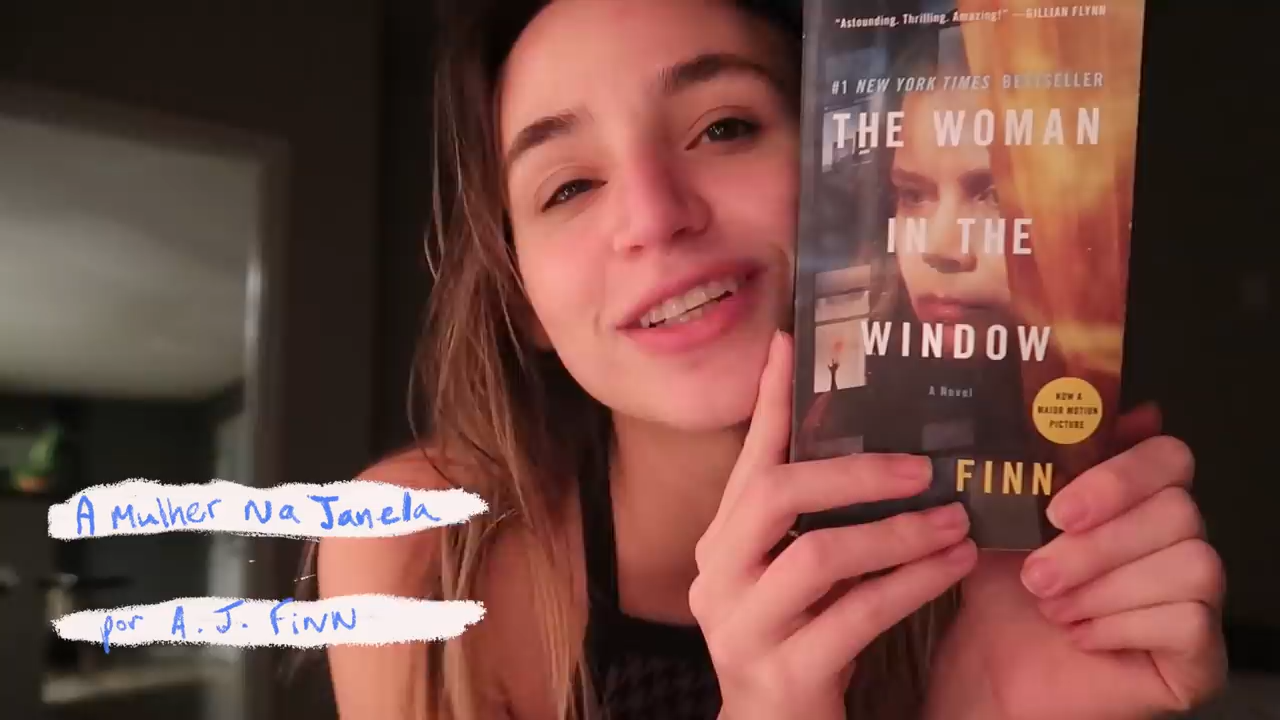 "Astounding. Thrilling. Amazing!" —GILLIAN FLYNN
#1 NEW YORK TIMES BESTSELLER
THE WOMAN
IN THE
WINDOW
A Novel
NOW A
MAJOR MOTION
PICTURE
FINN
A Mulher Na Janela
por A. J. FiNN